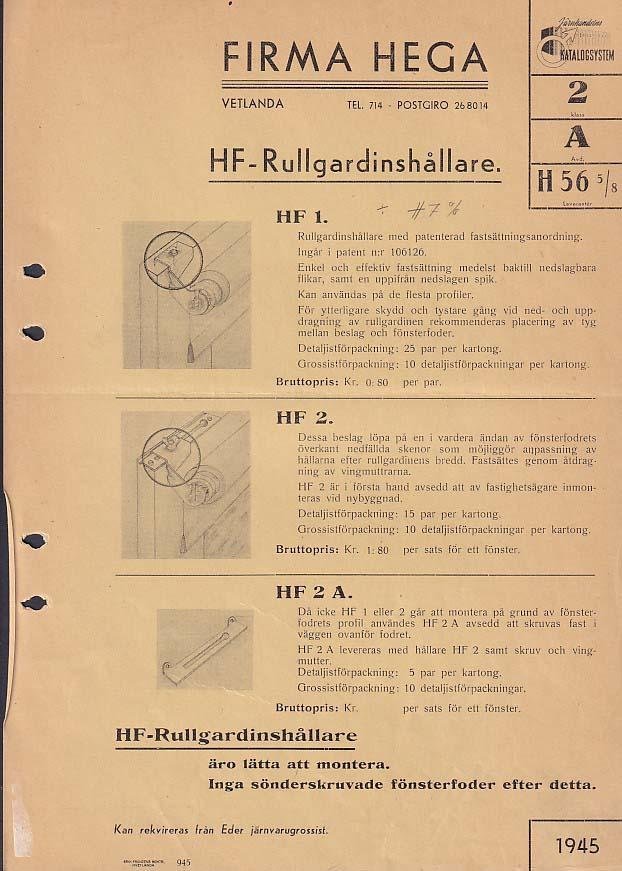 FIRMA HEGA
VETLANDA TEL. 714 - POSTGIRO 268014
Järnhandelns
KATALOGSYSTEM
2
klass
A
Avd.
H 56 5/8
Leverantör
HF-Rullgardinshållare.
÷ #7%
HF 1.
Rullgardinshållare med patenterad fastsättningsanordning.
Ingår i patent n:r 106126.
Enkel och effektiv fastsättning medelst baktill nedslagbara
flikar, samt en uppifrån nedslagen spik.
Kan användas på de flesta profiler.
För ytterligare skydd och tystare gång vid ned- och upp-
dragning av rullgardinen rekommenderas placering av tyg
mellan beslag och fönsterfoder.
Detaljistförpackning: 25 par per kartong.
Grossistförpackning: 10 detaljistförpackningar per kartong.
Bruttopris: Kr. 0:80 per par.
HF 2.
Dessa beslag löpa på en i vardera ändan av fönsterfodrets
överkant nedfällda skenor som möjliggör anpassning av
hållarna efter rullgardinens bredd. Fastsättes genom åtdrag-
ning av vingmuttrarna.
HF 2 är i första hand avsedd att av fastighetsägare inmon-
teras vid nybyggnad.
Detaljistförpackning: 15 par per kartong.
Grossistförpackning: 10 detaljistförpackningar per kartong.
Bruttopris: Kr. 1:80 per sats för ett fönster.
HF 2 A.
Då icke HF 1 eller 2 går att montera på grund av fönster-
fodrets profil användes HF 2 A avsedd att skruvas fast i
väggen ovanför fodret.
HF 2 A levereras med hållare HF 2 samt skruv och ving-
mutter.
Detaljistförpackning: 5 par per kartong.
Grossistförpackning: 10 detaljistförpackningar.
Bruttopris: Kr. per sats för ett fönster.
HF-Rullgardinshållare
äro lätta att montera.
Inga sönderskruvade fönsterfoder efter detta.
Kan rekvireras från Eder järnvarugrossist.
VETLANDA 945
1945